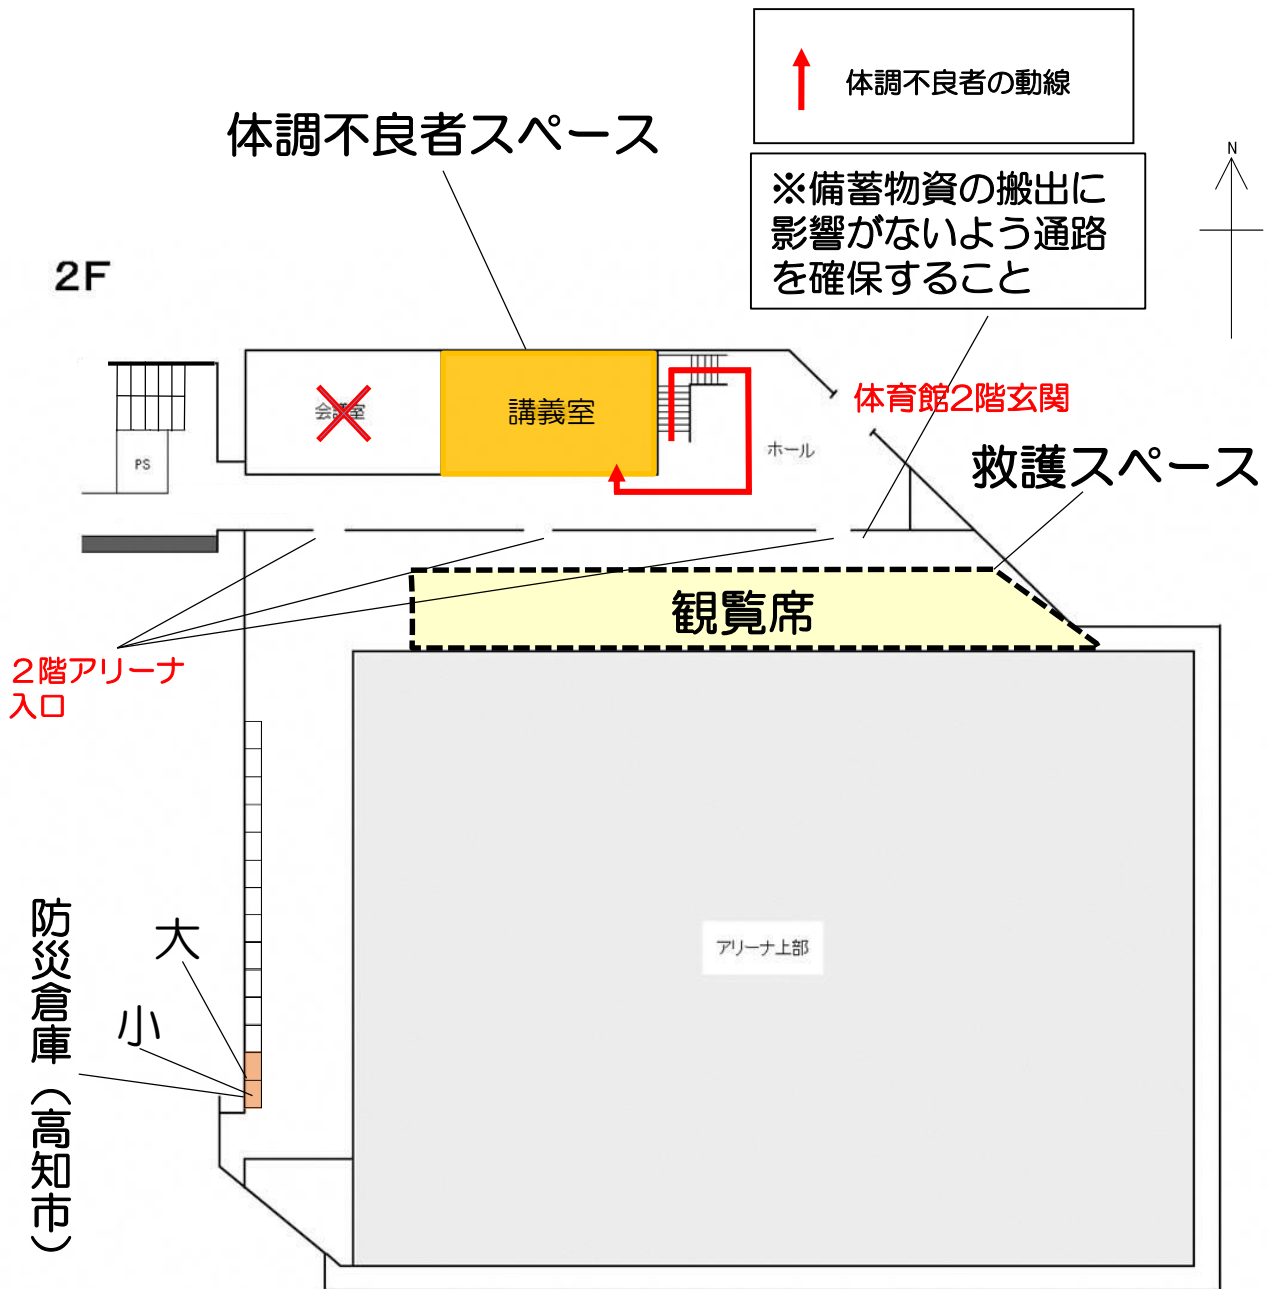 体調不良者の動線
体調不良者スペース
N
※備蓄物資の搬出に
影響がないよう通路
を確保すること
2F
体育館2階玄関
会議室
講義室
ホール
救護スペース
PS
観覧席
2階アリーナ
入口
アリーナ上部
大
小
防災倉庫（高知市）